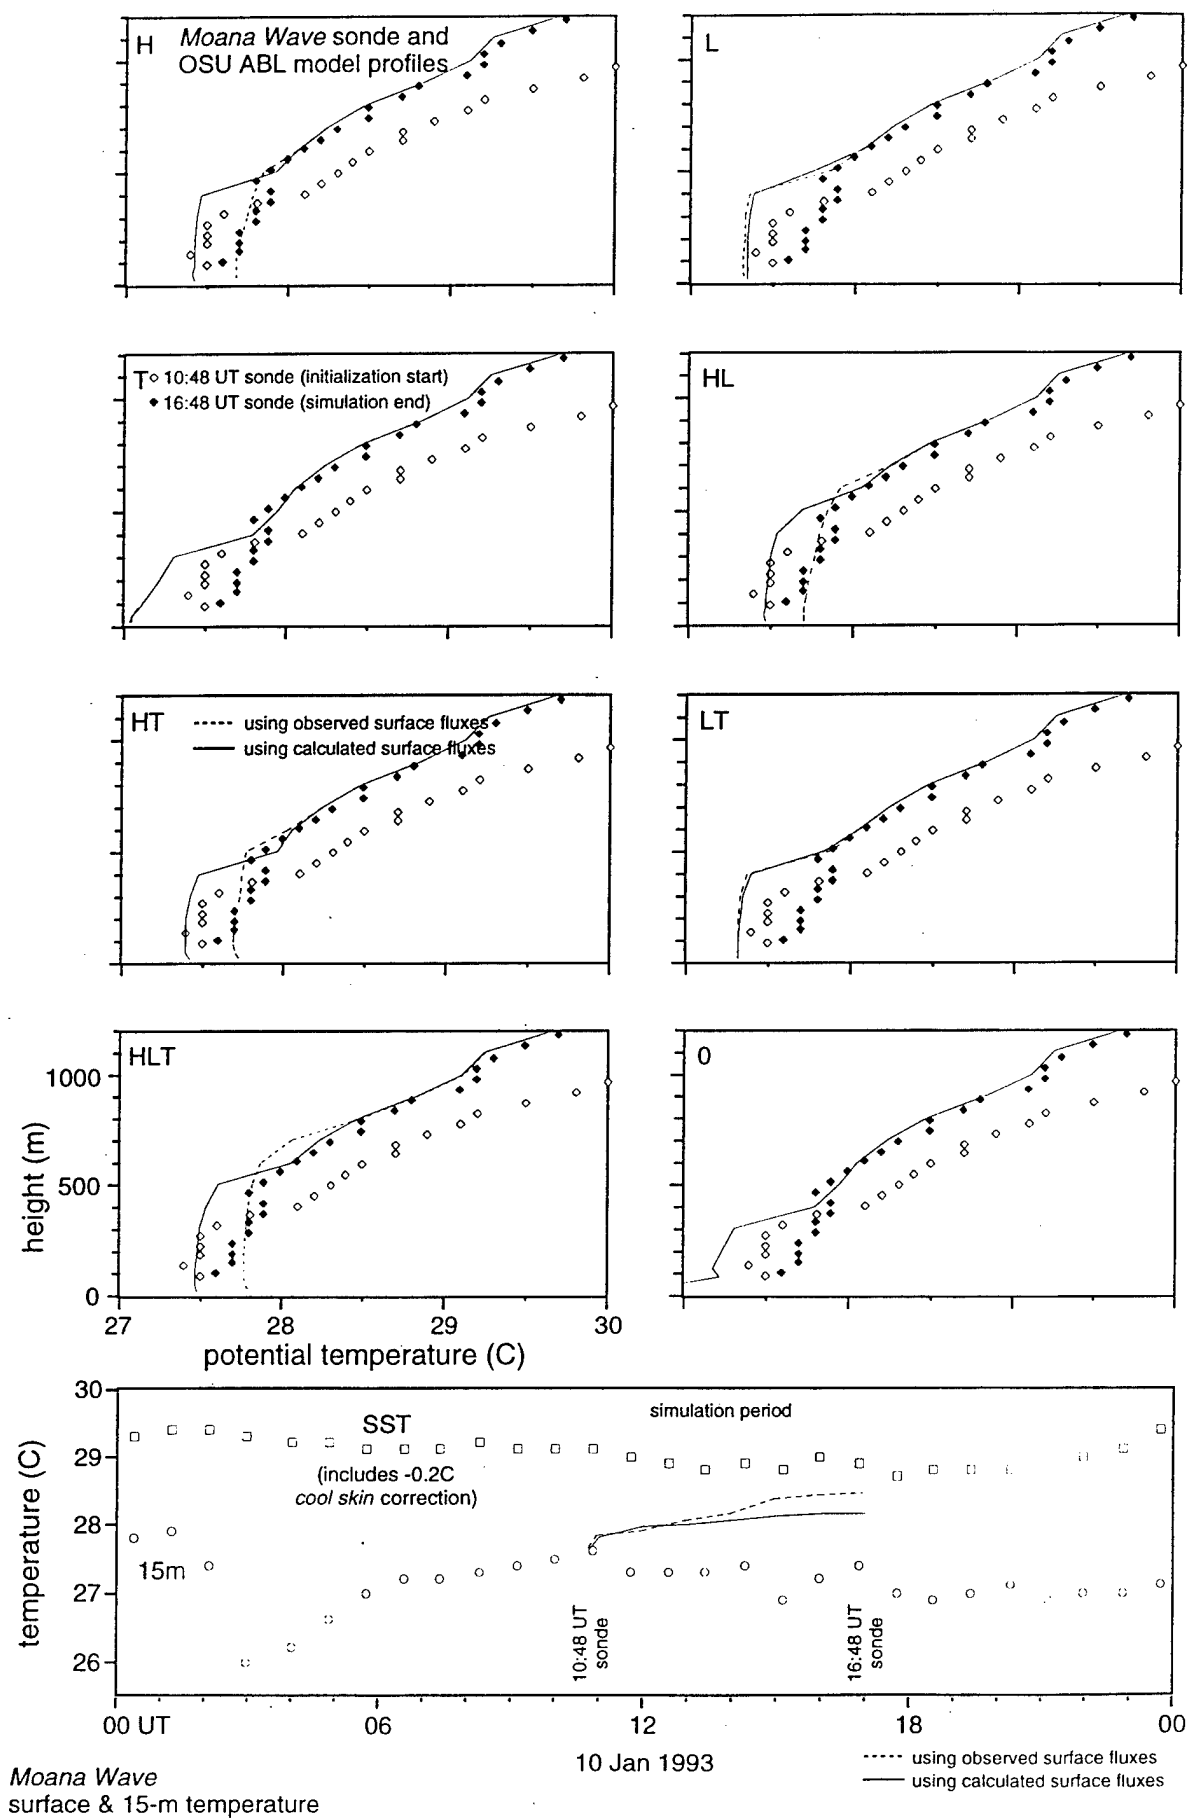 H
Moana Wave sonde and
OSU ABL model profiles
L
T
10:48 UT sonde (initialization start)
16:48 UT sonde (simulation end)
HL
HT
using observed surface fluxes
using calculated surface fluxes
LT
27
28
29
30
HLT
0
1000
500
0
height (m)
27
28
29
30
potential temperature (C)
30
29
28
27
26
temperature (C)
SST
(includes -0.2C
cool skin correction)
simulation period
15m
10:48 UT
sonde
16:48 UT
sonde
00 UT
06
12
18
00
10 Jan 1993
using observed surface fluxes
using calculated surface fluxes
Moana Wave
surface & 15-m temperature